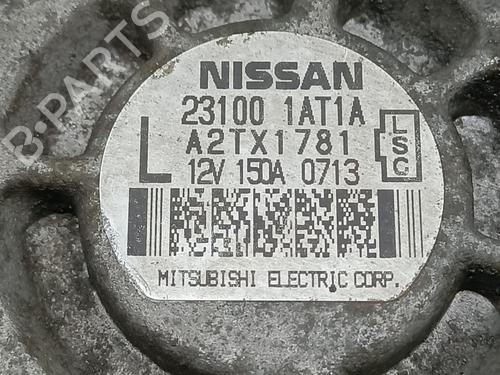 B-PARTS
NISSAN
23100 1AT1A
A2TX1781
L
12V 150A 0713
L
S
C
MITSUBISHI ELECTRIC CORP.